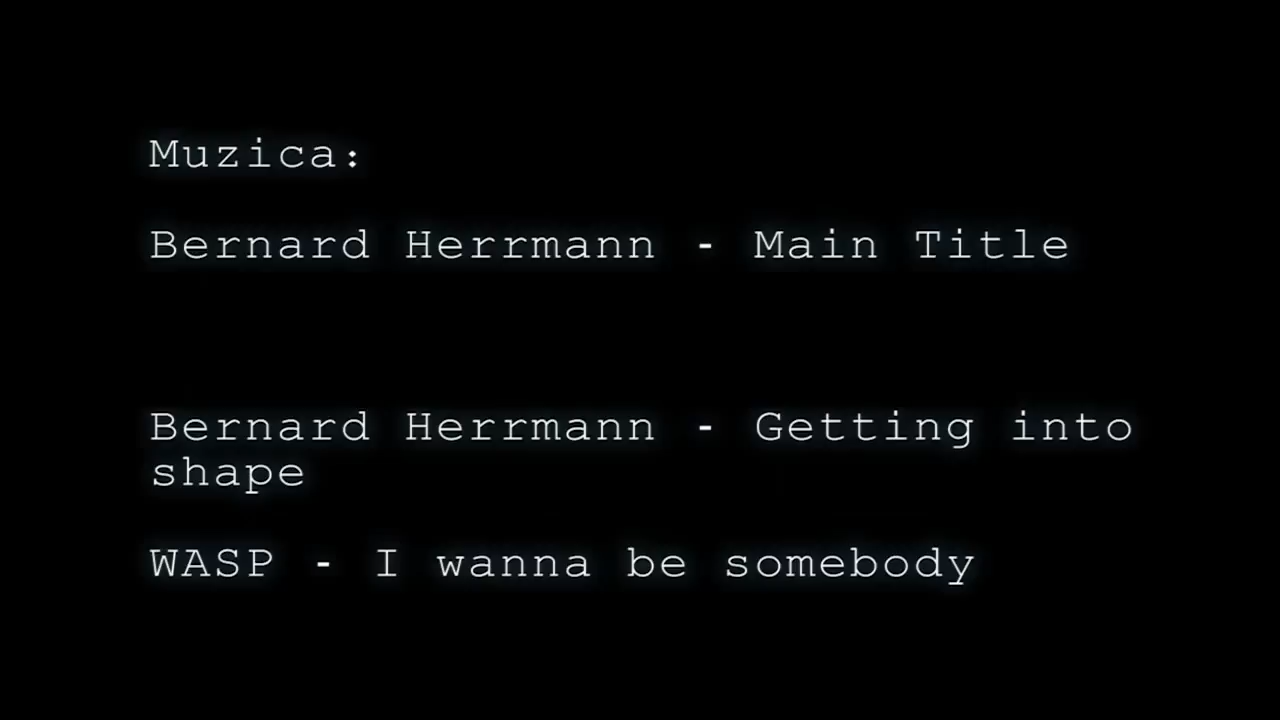 Muzica:
Bernard Herrmann - Main Title
Bernard Herrmann - Getting into
shape
WASP - I wanna be somebody